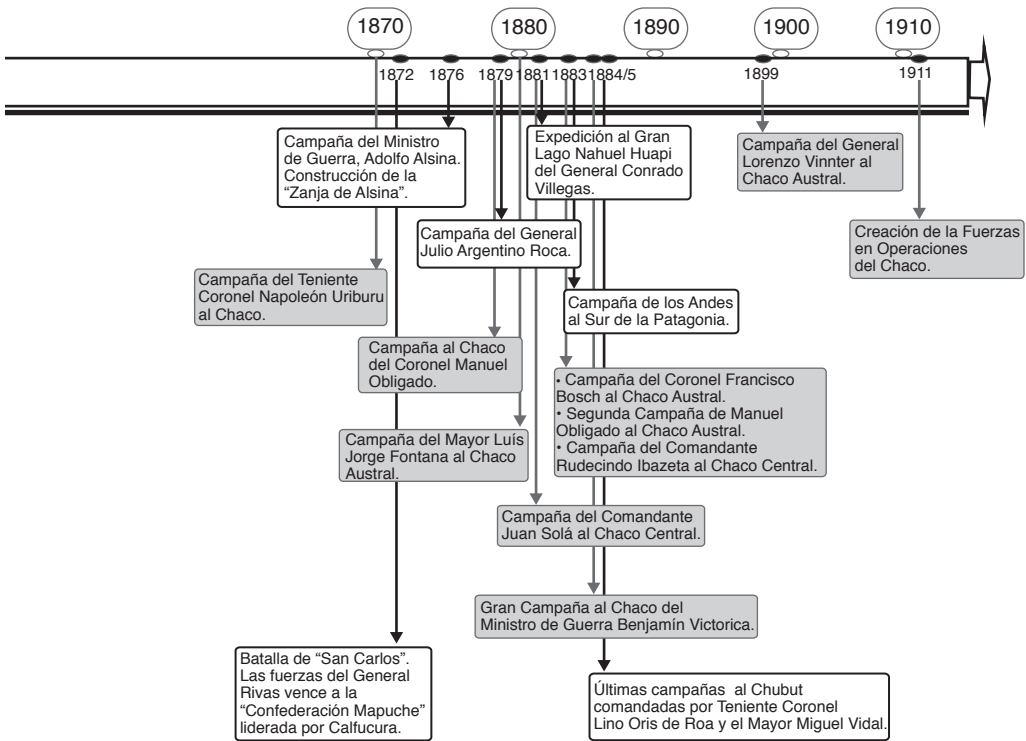 1870
1880
1890
1900
1910
1872
1876
1879
1881
1883
1884/5
1899
1911
Campaña del Ministro
de Guerra, Adolfo Alsina.
Construcción de la
“Zanja de Alsina”.
Expedición al Gran
Lago Nahuel Huapi
del General Conrado
Villegas.
Campaña del General
Lorenzo Vinnter al
Chaco Austral.
Campaña del General
Julio Argentino Roca.
Creación de la Fuerzas
en Operaciones
del Chaco.
Campaña del Teniente
Coronel Napoleón Uriburu
al Chaco.
Campaña de los Andes
al Sur de la Patagonia.
Campaña al Chaco
del Coronel Manuel
Obligado.
• Campaña del Coronel Francisco
Bosch al Chaco Austral.
• Segunda Campaña de Manuel
Obligado al Chaco Austral.
• Campaña del Comandante
Rudecindo Ibazeta al Chaco Central.
Campaña del Mayor Luís
Jorge Fontana al Chaco
Austral.
Campaña del Comandante
Juan Solá al Chaco Central.
Gran Campaña al Chaco del
Ministro de Guerra Benjamín Victorica.
Batalla de “San Carlos”.
Las fuerzas del General
Rivas vence a la
“Confederación Mapuche”
liderada por Calfucura.
Últimas campañas al Chubut
comandadas por Teniente Coronel
Lino Oris de Roa y el Mayor Miguel Vidal.